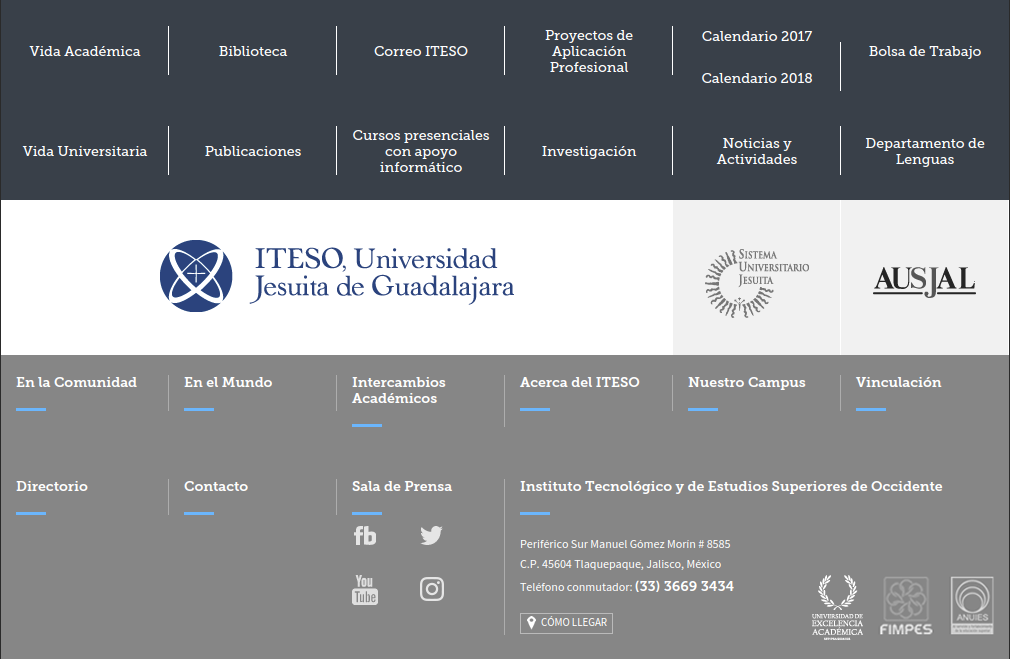 Vida Académica
Biblioteca
Correo ITESO
Proyectos de
Aplicación
Profesional
Calendario 2017
Calendario 2018
Bolsa de Trabajo
Vida Universitaria
Publicaciones
Cursos presenciales
con apoyo
informático
Investigación
Noticias y
Actividades
Departamento de
Lenguas
ITESO, Universidad
Jesuita de Guadalajara
SISTEMA
UNIVERSITARIO
JESUITA
AUSJAL
En la Comunidad
En el Mundo
Intercambios
Académicos
Acerca del ITESO
Nuestro Campus
Vinculación
Directorio
Contacto
Sala de Prensa
fb
You
Tube
Instituto Tecnológico y de Estudios Superiores de Occidente
Periférico Sur Manuel Gómez Morín # 8585
C.P. 45604 Tlaquepaque, Jalisco, México
Teléfono conmutador: (33) 3669 3434
CÓMO LLEGAR
UNIVERSIDAD DE
EXCELENCIA
ACADÉMICA
FIMPES
ANUIES